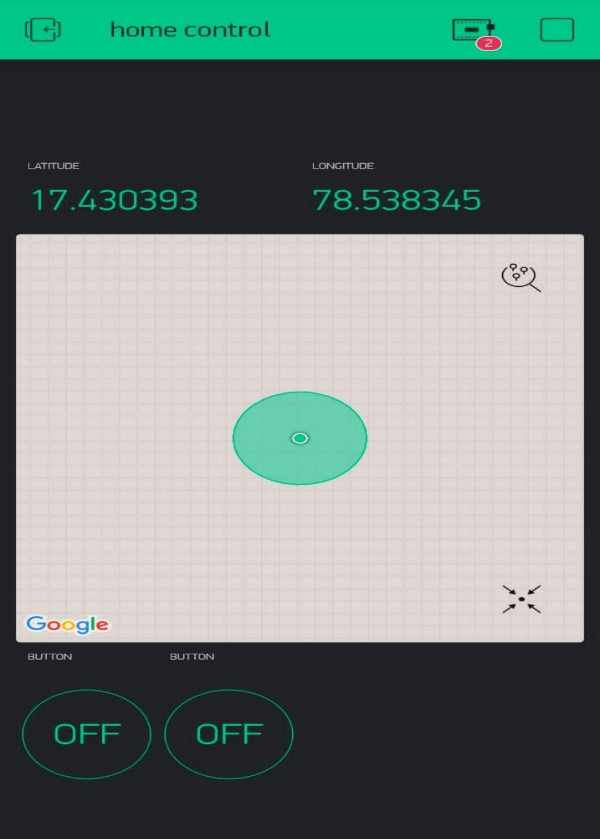 home control
2
LATITUDE LONGITUDE
17.430393 78.538345
Google
BUTTON BUTTON
OFF OFF